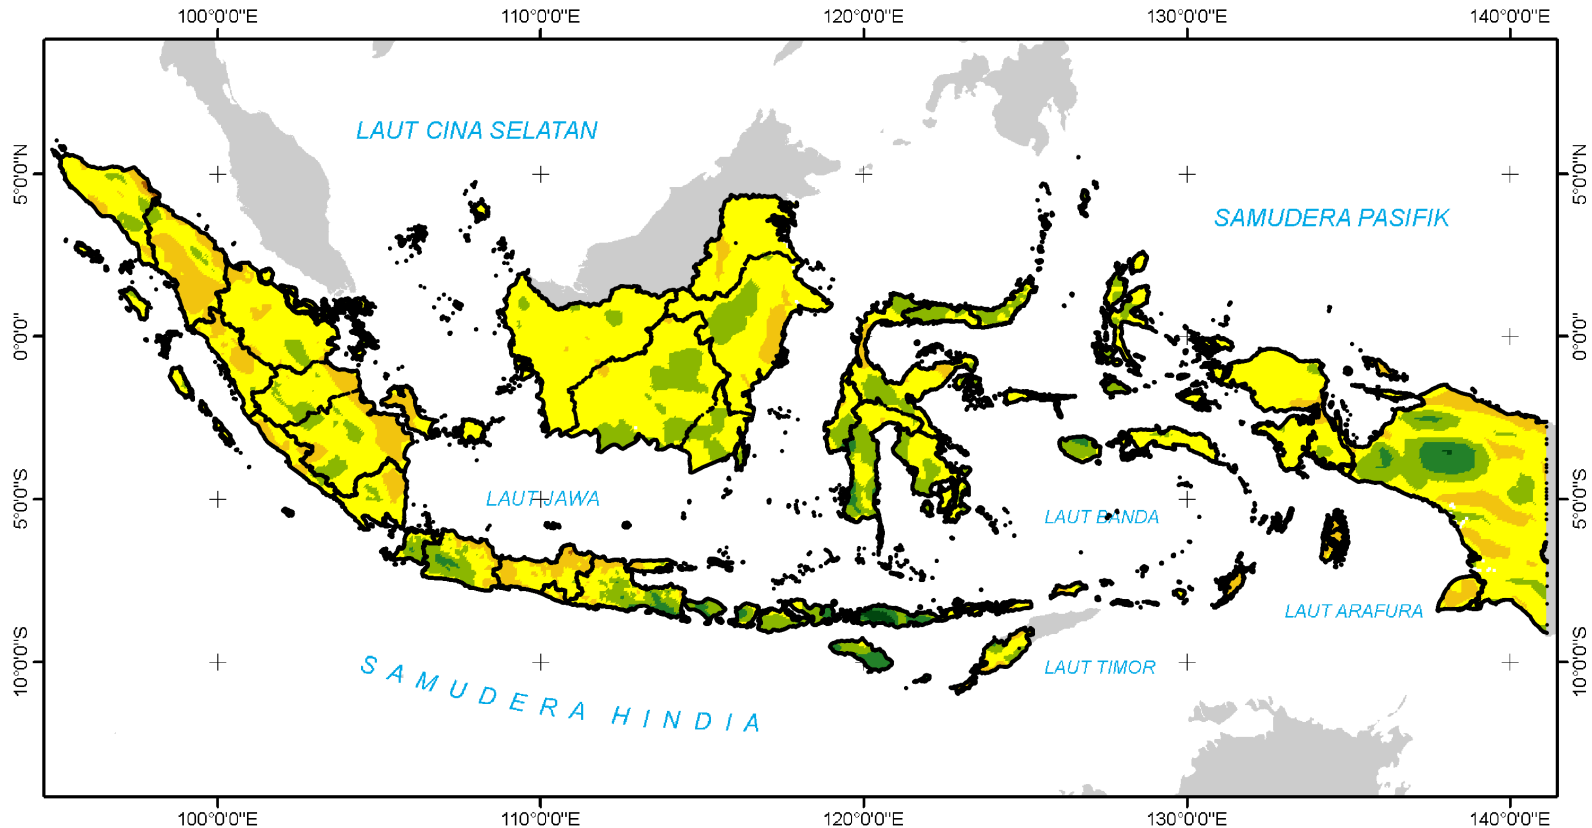 100°0'0"E 110°0'0"E 120°0'0"E 130°0'0"E 140°0'0"E
LAUT CINA SELATAN
5°0'0"N 5°0'0"N
SAMUDERA PASIFIK
0°0'0" 0°0'0"
5°0'0"S LAUT JAWA 5°0'0"S
LAUT BANDA
LAUT ARAFURA
10°0'0"S LAUT TIMOR 10°0'0"S
SAMUDERA HINDIA
100°0'0"E 110°0'0"E 120°0'0"E 130°0'0"E 140°0'0"E